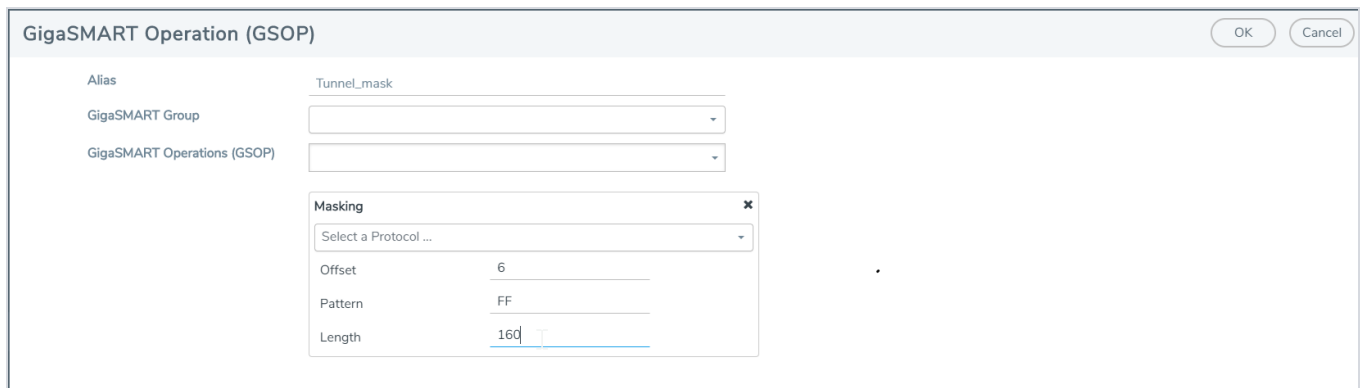 GigaSMART Operation (GSOP)
OK
Cancel
Alias
Tunnel_mask
GigaSMART Group
GigaSMART Operations (GSOP)
Masking
Select a Protocol ...
Offset
6
Pattern
FF
Length
160